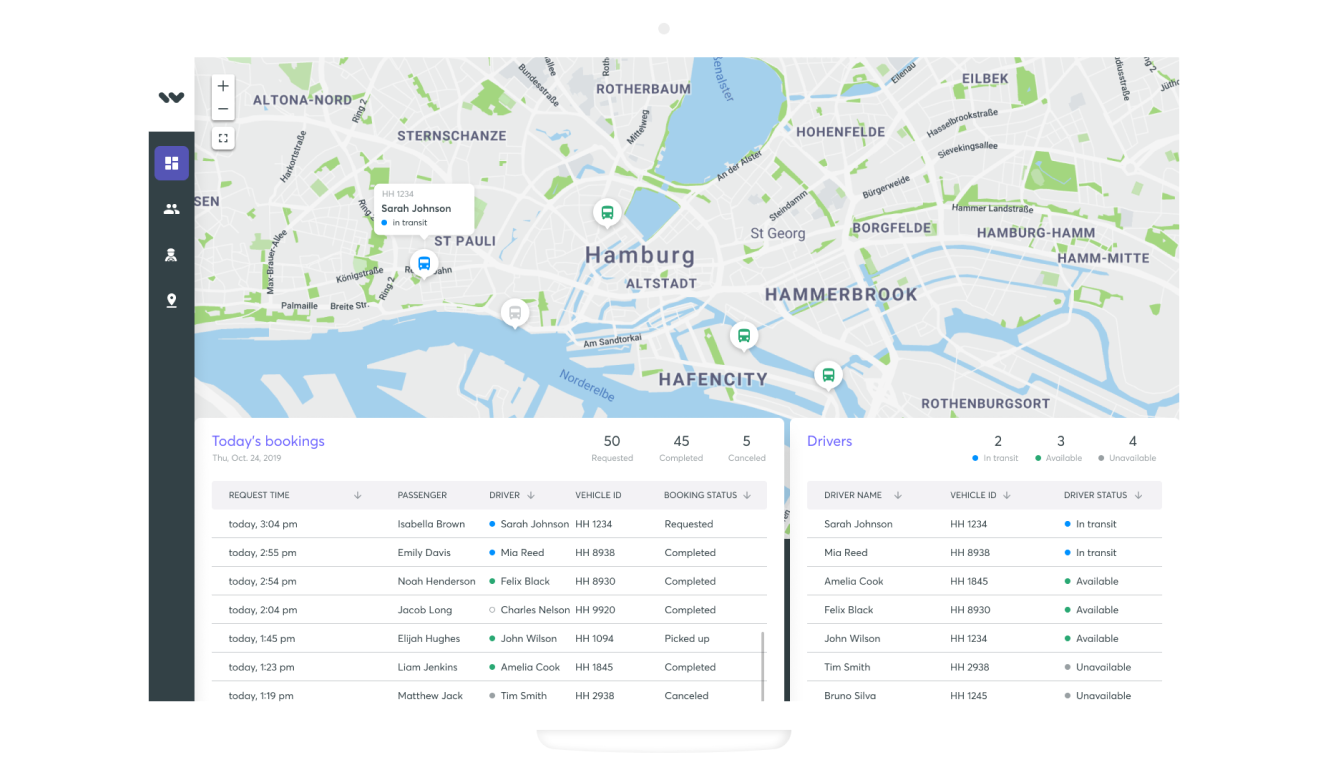 ALTONA-NORD
Ring 2
Bundesstraße
allee
Roth
ROTHERBAUM
Mittelweg
EILBEK
Eilenau
STERNSCHANZE
Harkortstraße
HOHENFELDE
Hasselbrookstraße
Sievekingsallee
An der Alster
SEN
HH 1234
Sarah Johnson
in transit
Ring
Bürgerweide
Steindamm
Hammer Landstraße
ST PAULI
St Georg
BORGFELDE
HAMBURG-HAMM
Max-Brauer-Allee
Hamburg
HAMM-MITTE
Königstraße
Re
bahn
Ring 2
ALTSTADT
HAMMERBROOK
Palmaille
Breite Str.
Am Sandtorkai
Norderelbe
HAFENCITY
ROTHENBURGSORT
Today's bookings
Thu, Oct. 24, 2019
50 45 5
Requested Completed Canceled
REQUEST TIME PASSENGER DRIVER VEHICLE ID BOOKING STATUS
today, 3:04 pm Isabella Brown Sarah Johnson HH 1234 Requested
today, 2:55 pm Emily Davis Mia Reed HH 8938 Completed
today, 2:54 pm Noah Henderson Felix Black HH 8930 Completed
today, 2:04 pm Jacob Long Charles Nelson HH 9920 Completed
today, 1:45 pm Elijah Hughes John Wilson HH 1094 Picked up
today, 1:23 pm Liam Jenkins Amelia Cook HH 1845 Completed
today, 1:19 pm Matthew Jack Tim Smith HH 2938 Canceled
Drivers
2 3 4
In transit Available Unavailable
DRIVER NAME VEHICLE ID DRIVER STATUS
Sarah Johnson HH 1234 In transit
Mia Reed HH 8938 In transit
Amelia Cook HH 1845 Available
Felix Black HH 8930 Available
John Wilson HH 1234 Available
Tim Smith HH 2938 Unavailable
Bruno Silva HH 1245 Unavailable